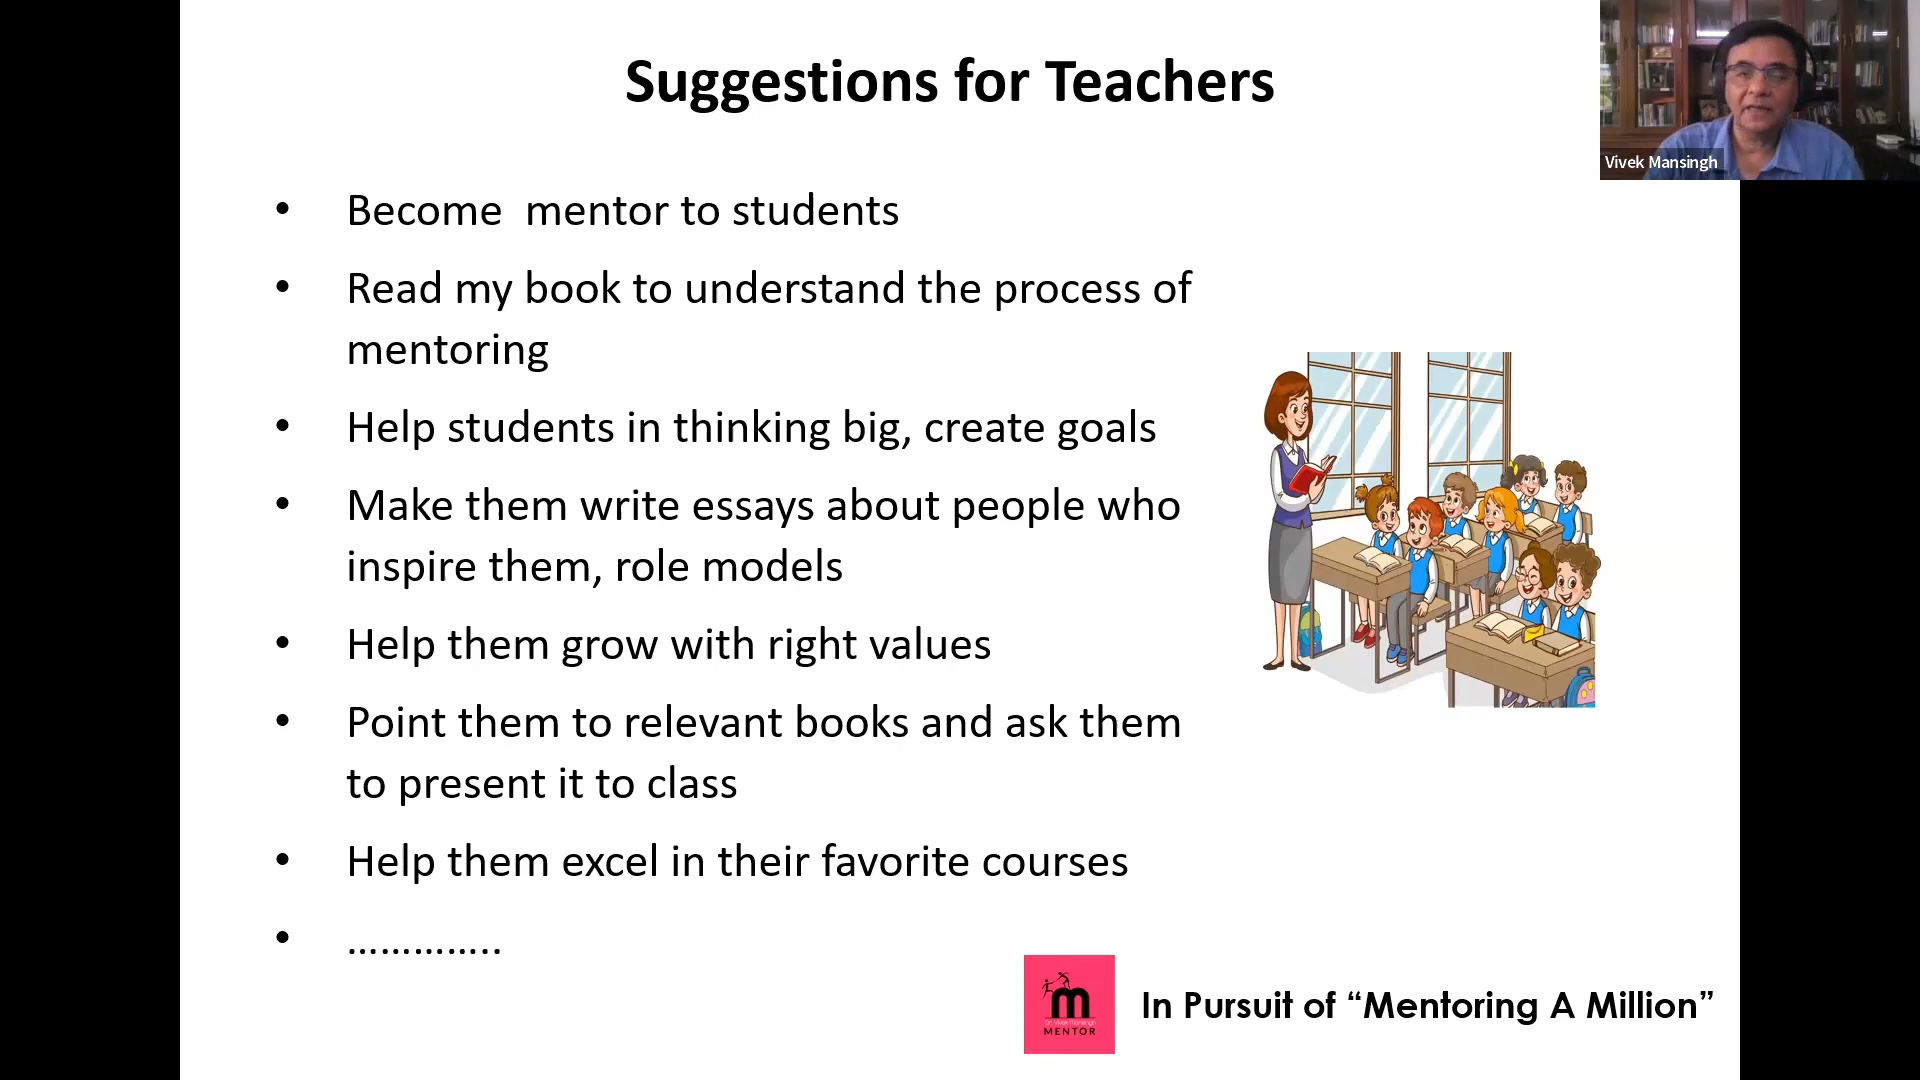 Suggestions for Teachers
Vivek Mansingh
• Become  mentor to students
• Read my book to understand the process of
mentoring
• Help students in thinking big, create goals
• Make them write essays about people who
inspire them, role models
• Help them grow with right values
• Point them to relevant books and ask them
to present it to class
• Help them excel in their favorite courses
• …………..
m
Dr. Vivek Mansingh
MENTOR
In Pursuit of “Mentoring A Million”